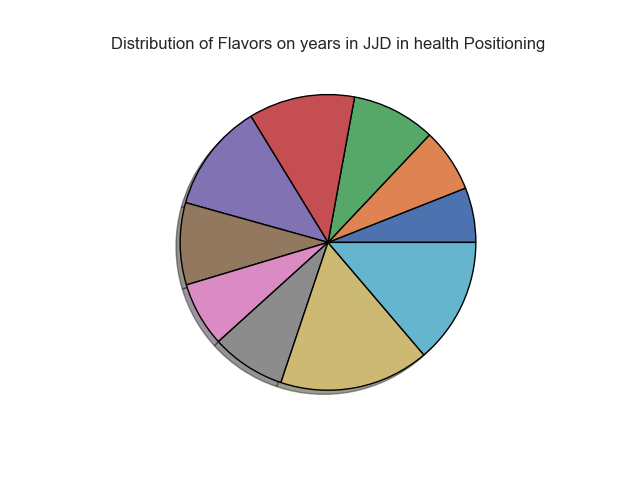 Distribution of Flavors on years in JJD in health Positioning